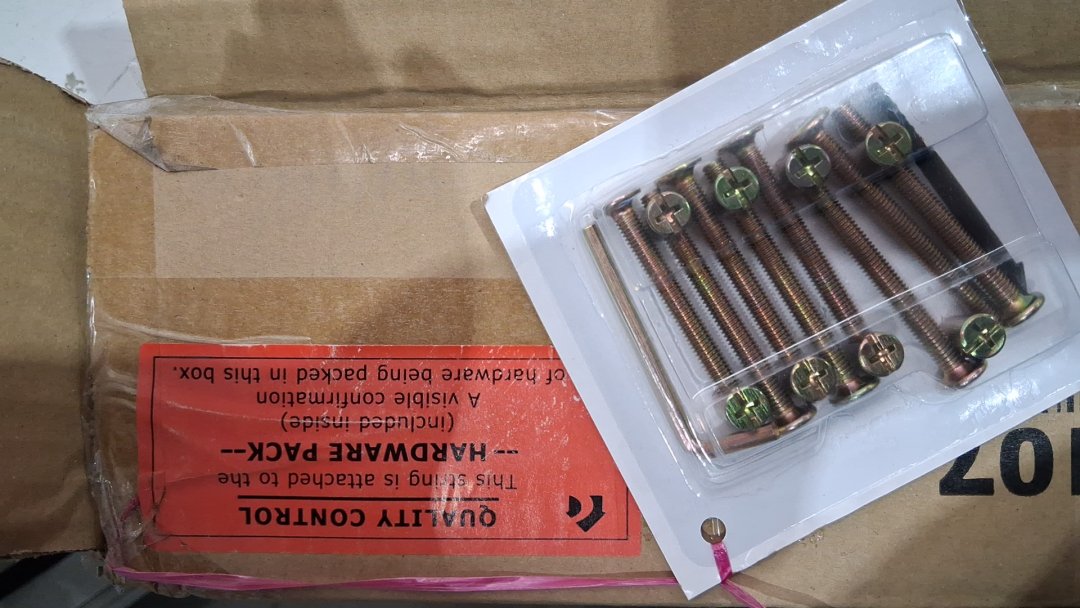 QUALITY CONTROL
This string is attached to the
-- HARDWARE PACK--
(included inside)
A visible confirmation
of hardware being packed in this box.